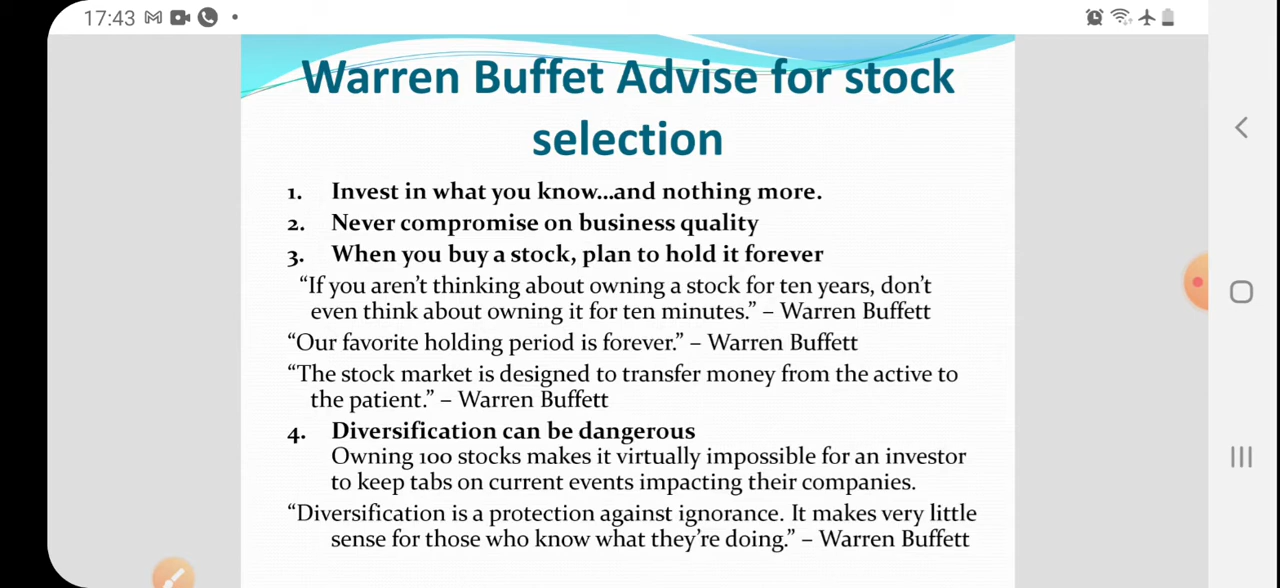 17:43
Warren Buffet Advise for stock
selection
1. Invest in what you know...and nothing more.
2. Never compromise on business quality
3. When you buy a stock, plan to hold it forever
“If you aren’t thinking about owning a stock for ten years, don’t
even think about owning it for ten minutes.” – Warren Buffett
“Our favorite holding period is forever.” – Warren Buffett
“The stock market is designed to transfer money from the active to
the patient.” – Warren Buffett
4. Diversification can be dangerous
Owning 100 stocks makes it virtually impossible for an investor
to keep tabs on current events impacting their companies.
“Diversification is a protection against ignorance. It makes very little
sense for those who know what they’re doing.” – Warren Buffett